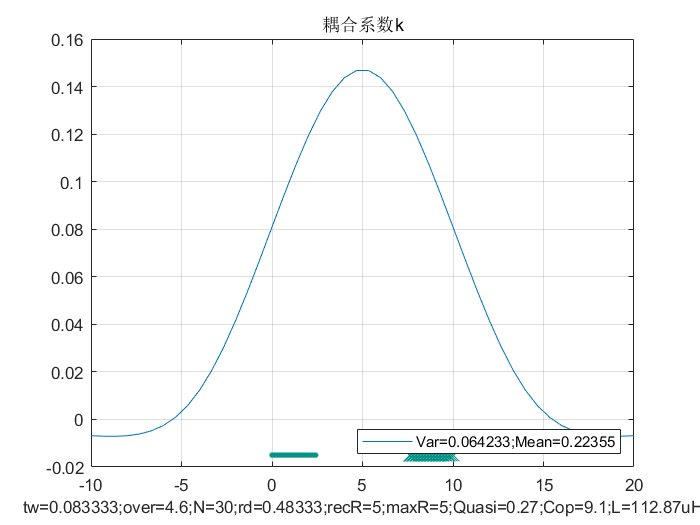 耦合系数k
0.16
0.14
0.12
0.1
0.08
0.06
0.04
0.02
0
-0.02
Var=0.064233;Mean=0.22355
-10 -5 0 5 10 15 20
tw=0.083333;over=4.6;N=30;rd=0.48333;recR=5;maxR=5;Quasi=0.27;Cop=9.1;L=112.87uH